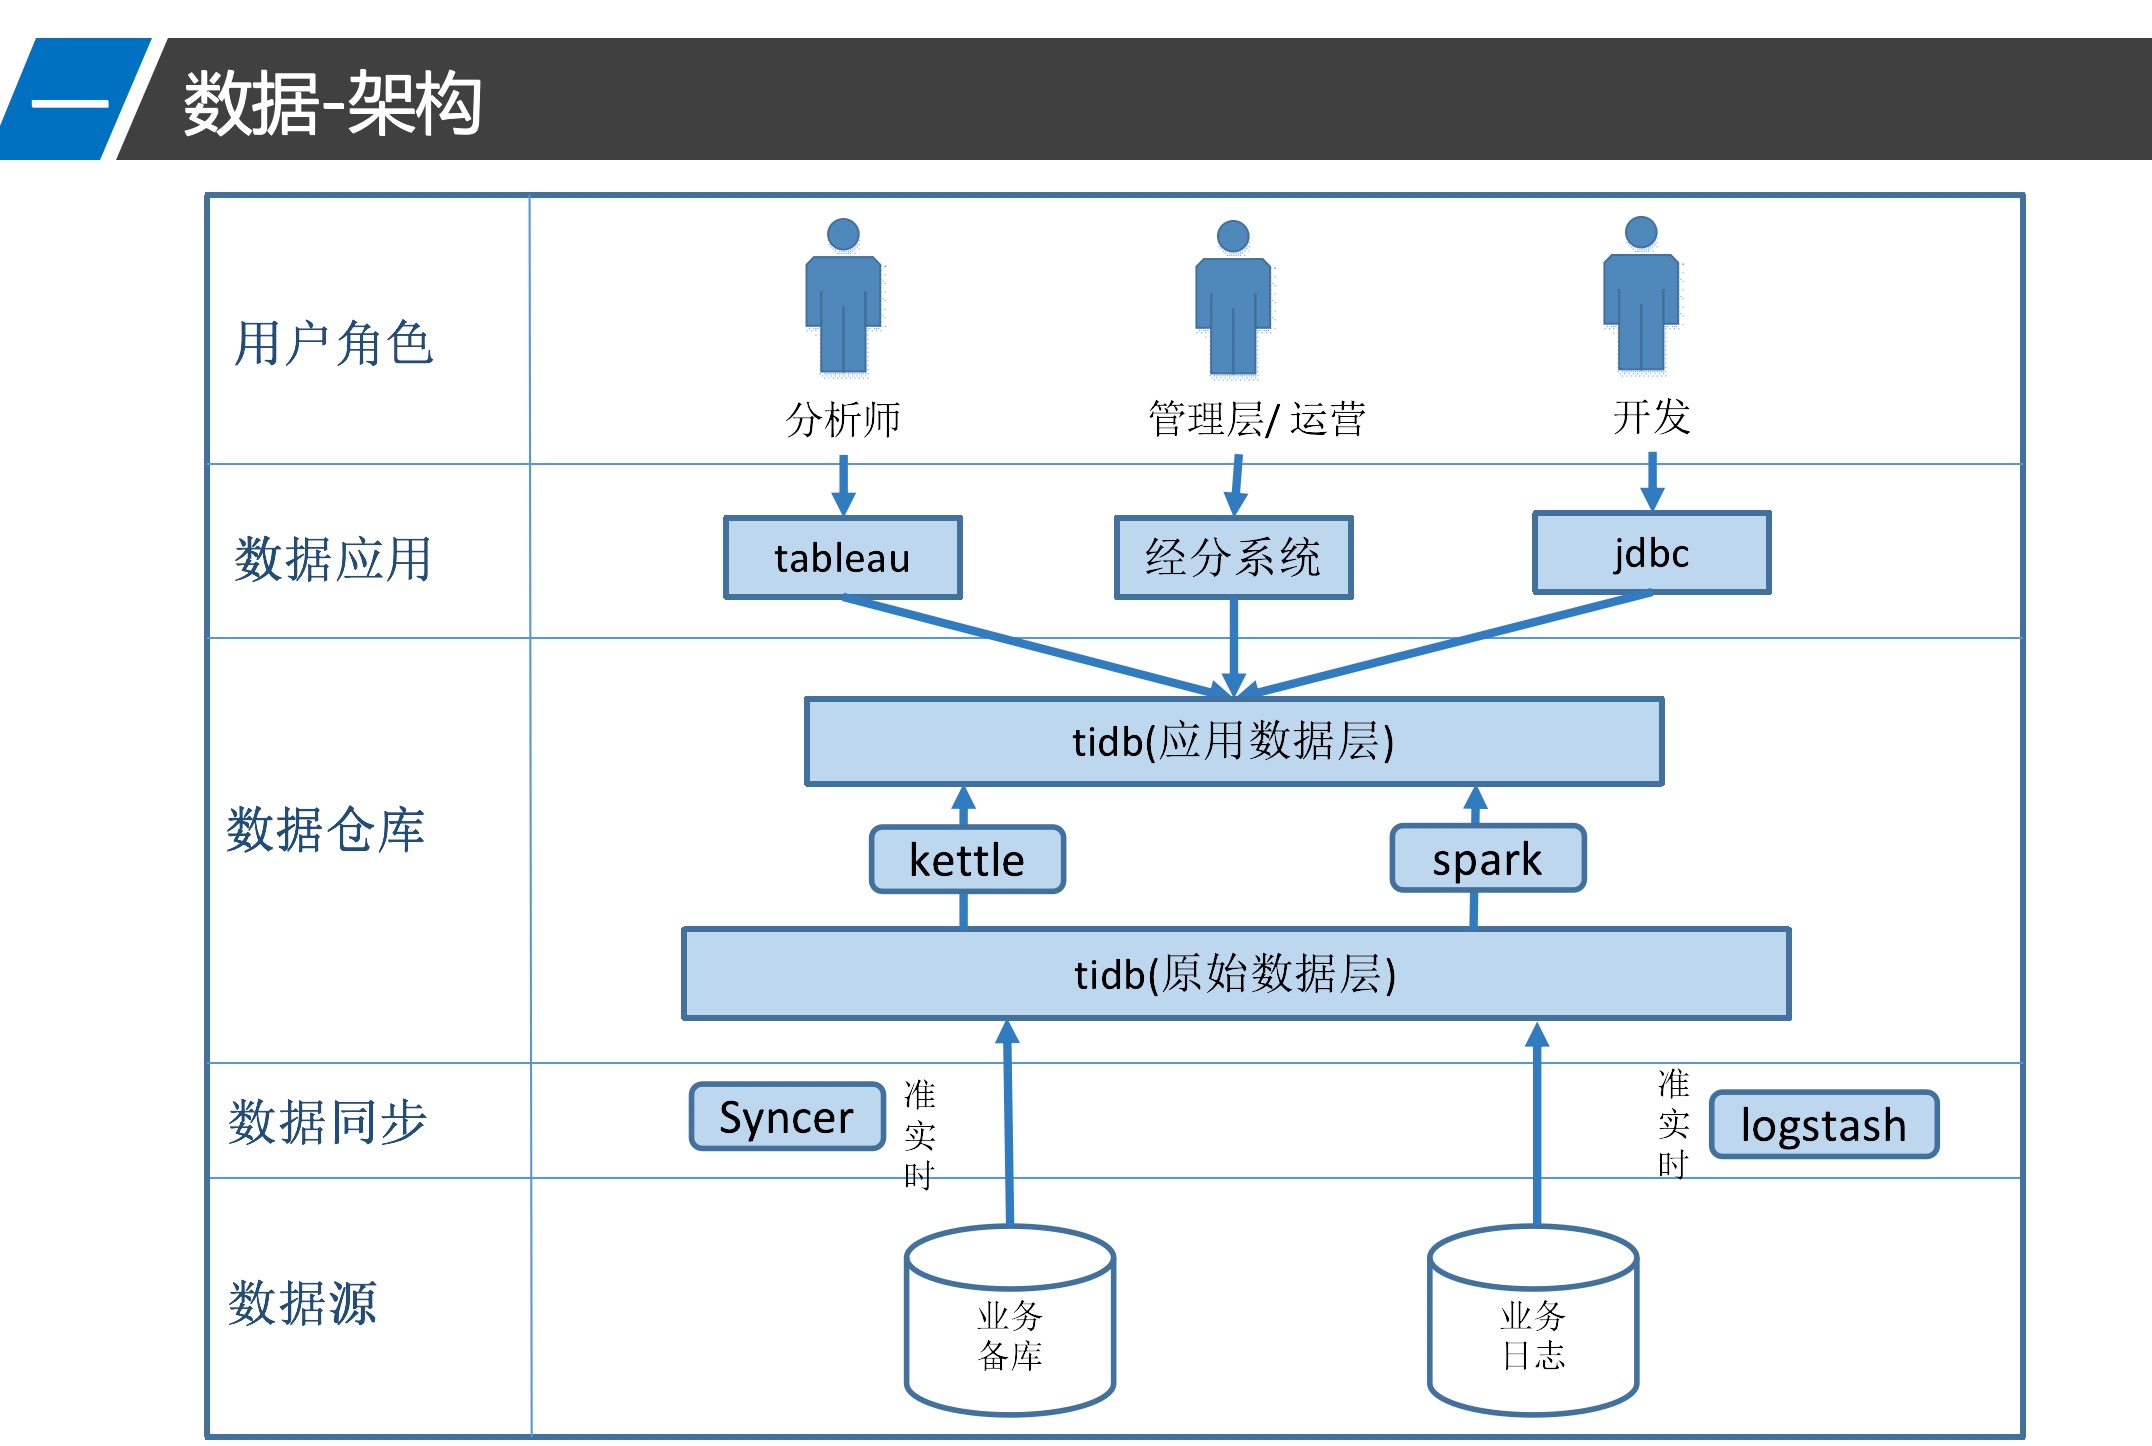 一
数据-架构
用户角色
分析师
管理层/ 运营
开发
数据应用
tableau
经分系统
jdbc
数据仓库
tidb(应用数据层)
kettle
spark
tidb(原始数据层)
数据同步
Syncer
准
实
时
准
实
时
logstash
数据源
业务
备库
业务
日志